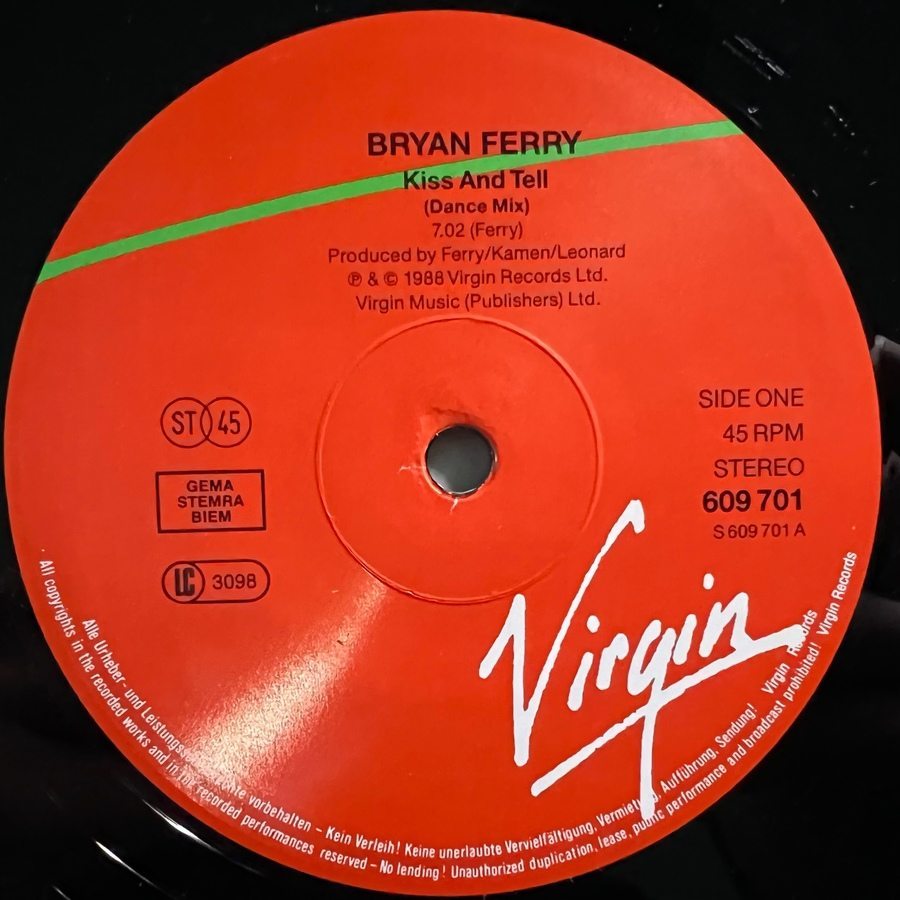 BRYAN FERRY
Kiss And Tell
(Dance Mix)
7.02 (Ferry)
Produced by Ferry/Kamen/Leonard
℗ & © 1988 Virgin Records Ltd.
Virgin Music (Publishers) Ltd.
ST 45
GEMA
STEMRA
BIEM
LC 3098
SIDE ONE
45 RPM
STEREO
609 701
S 609 701 A
Virgin
Alle Urheber- und vorbehalten – Kein Verleih! Keine unerlaubte Vervielfältigung, Aufführung, Sendung! Virgin
All copyrights in the recorded works and in the recorded performances reserved – No lending! Unauthorized duplication, lease, public performance and broadcast prohibited! Virgin Records